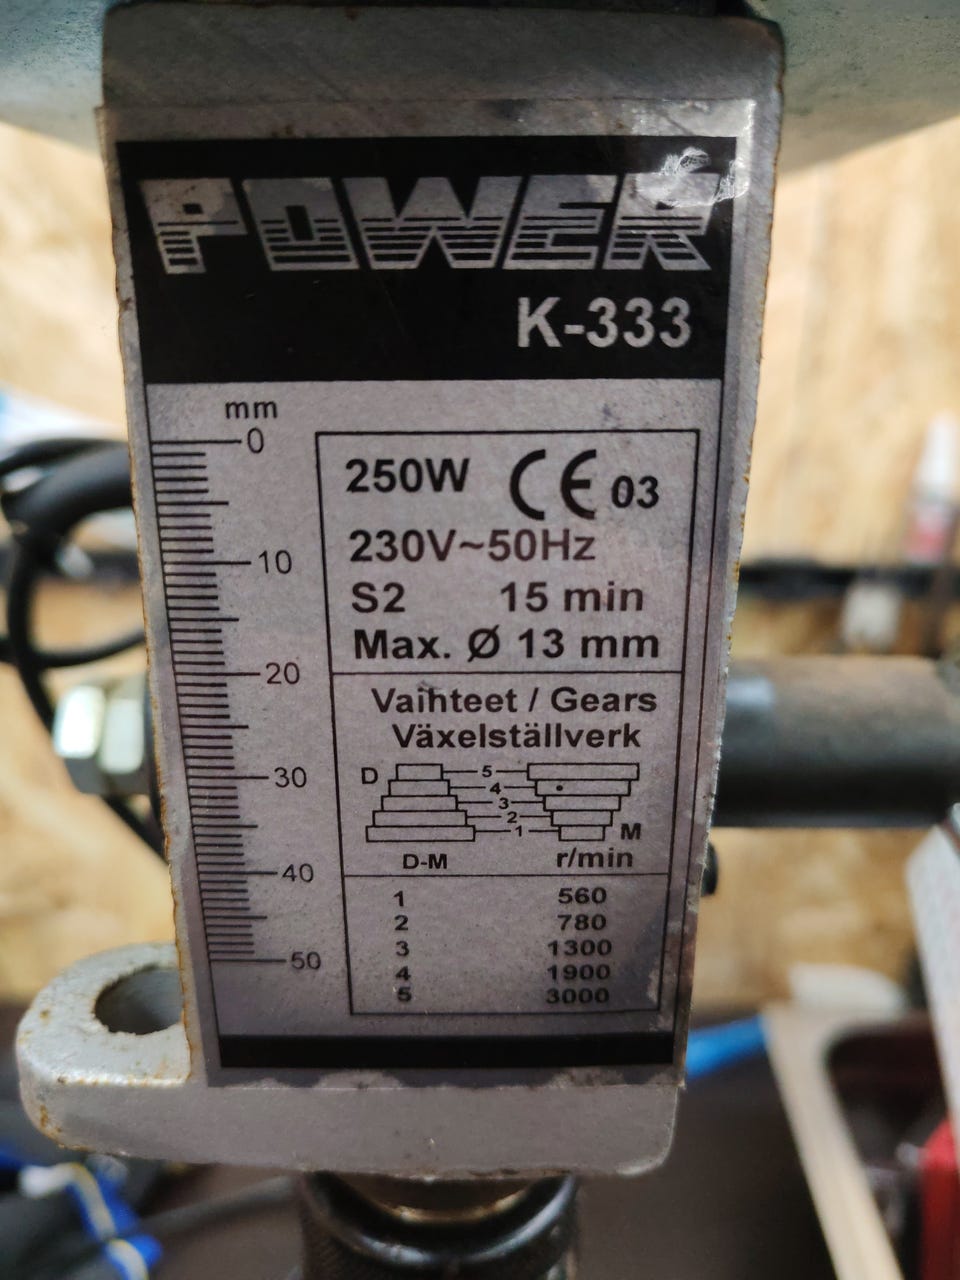 POWER
K-333
mm
0
10
20
30
40
50
250W CE 03
230V~50Hz
S2 15 min
Max. Ø 13 mm
Vaihteet / Gears
Växelställverk
D 5
4
3
2
1 M
D-M r/min
1 560
2 780
3 1300
4 1900
5 3000